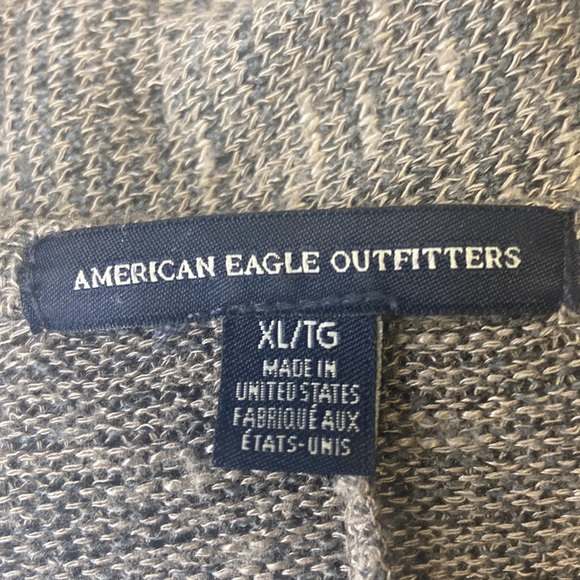 AMERICAN EAGLE OUTFITTERS
XL/TG
MADE IN
UNITED STATES
FABRIQUÉ AUX
ÉTATS-UNIS